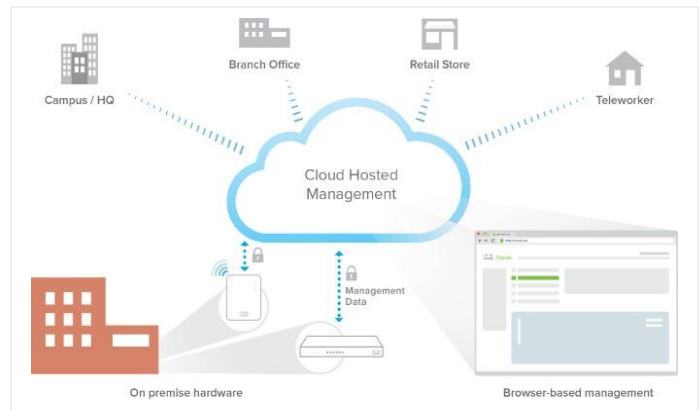 Branch Office
Retail Store
Campus / HQ
Teleworker
Cloud Hosted
Management
Management
Data
On premise hardware
Browser-based management